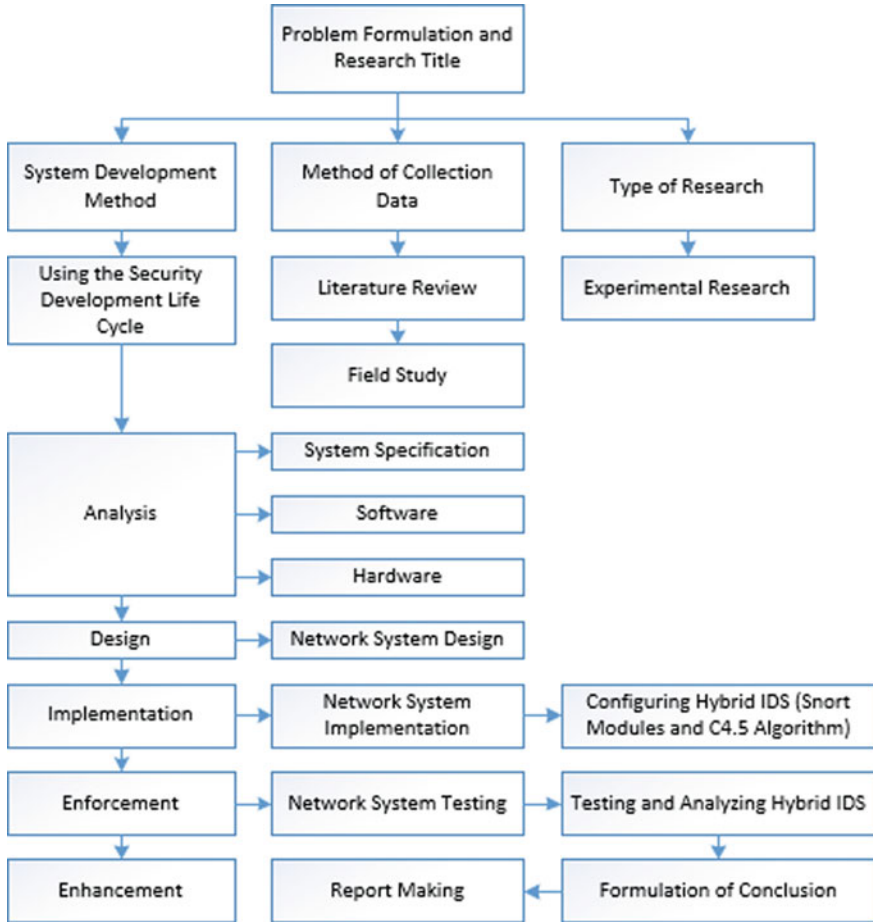 Problem Formulation and
Research Title
System Development
Method
Method of Collection
Data
Type of Research
Using the Security
Development Life
Cycle
Literature Review
Experimental Research
Field Study
Analysis
System Specification
Software
Hardware
Design
Network System Design
Implementation
Network System
Implementation
Configuring Hybrid IDS (Snort
Modules and C4.5 Algorithm)
Enforcement
Network System Testing
Testing and Analyzing Hybrid IDS
Enhancement
Report Making
Formulation of Conclusion